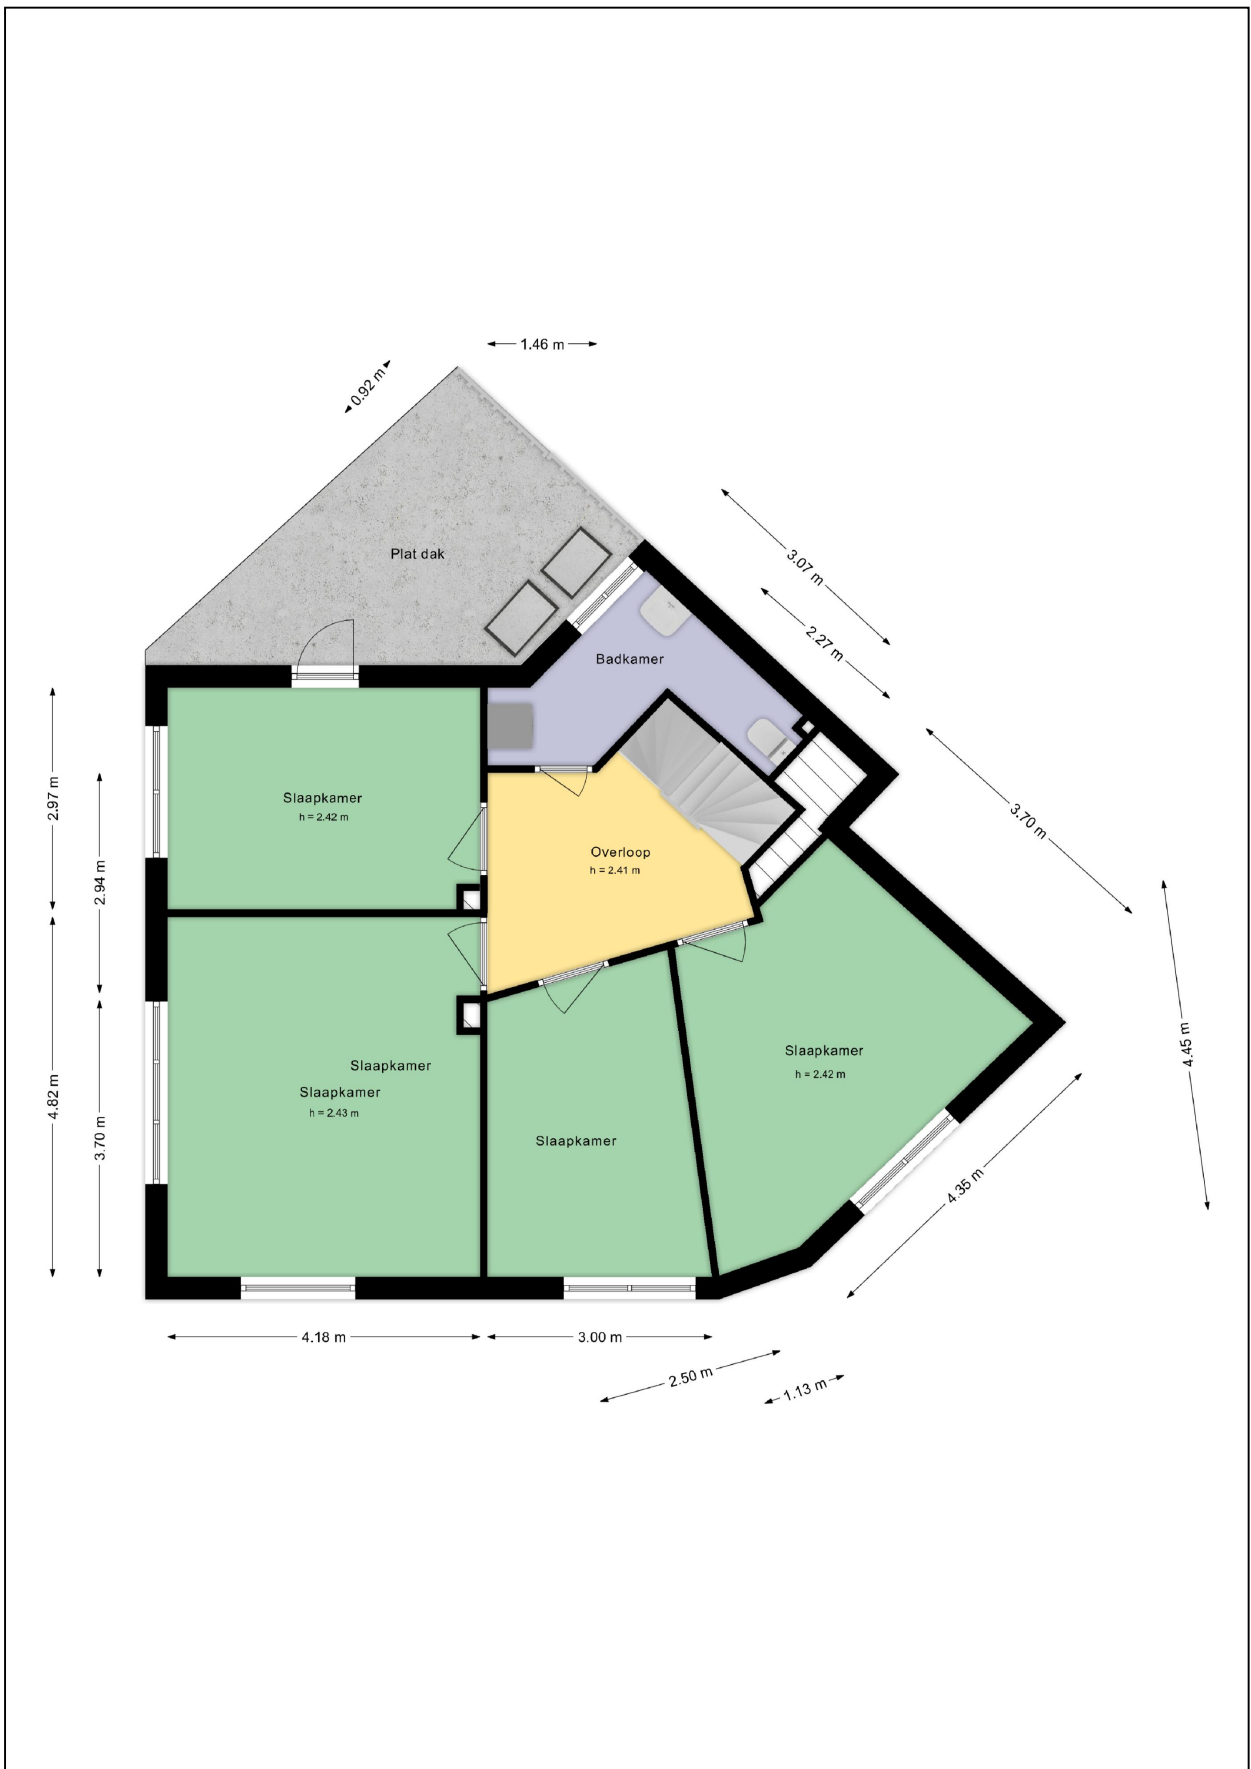 1.46 m
0.92 m
Plat dak
3.07 m
2.27 m
Badkamer
2.97 m
Slaapkamer
h = 2.42 m
3.70 m
2.94 m
Overloop
h = 2.41 m
4.45 m
Slaapkamer
h = 2.42 m
Slaapkamer
Slaapkamer
h = 2.43 m
4.82 m
3.70 m
Slaapkamer
4.35 m
4.18 m
3.00 m
2.50 m
1.13 m